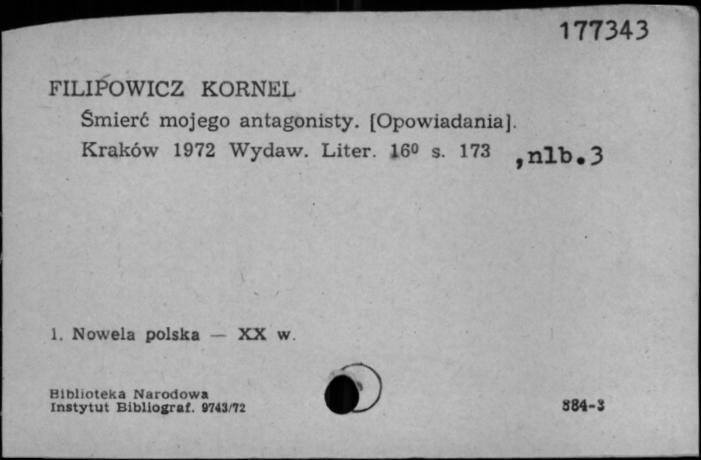 177343
FILIPOWICZ KORNEL
Śmierć mojego antagonisty. [Opowiadania].
Kraków 1972 Wydaw. Liter. 16⁰ s. 173 ,nlb.3
1. Nowela polska — XX w.
Biblioteka Narodowa
Instytut Bibliograf. 9743/72
884-3